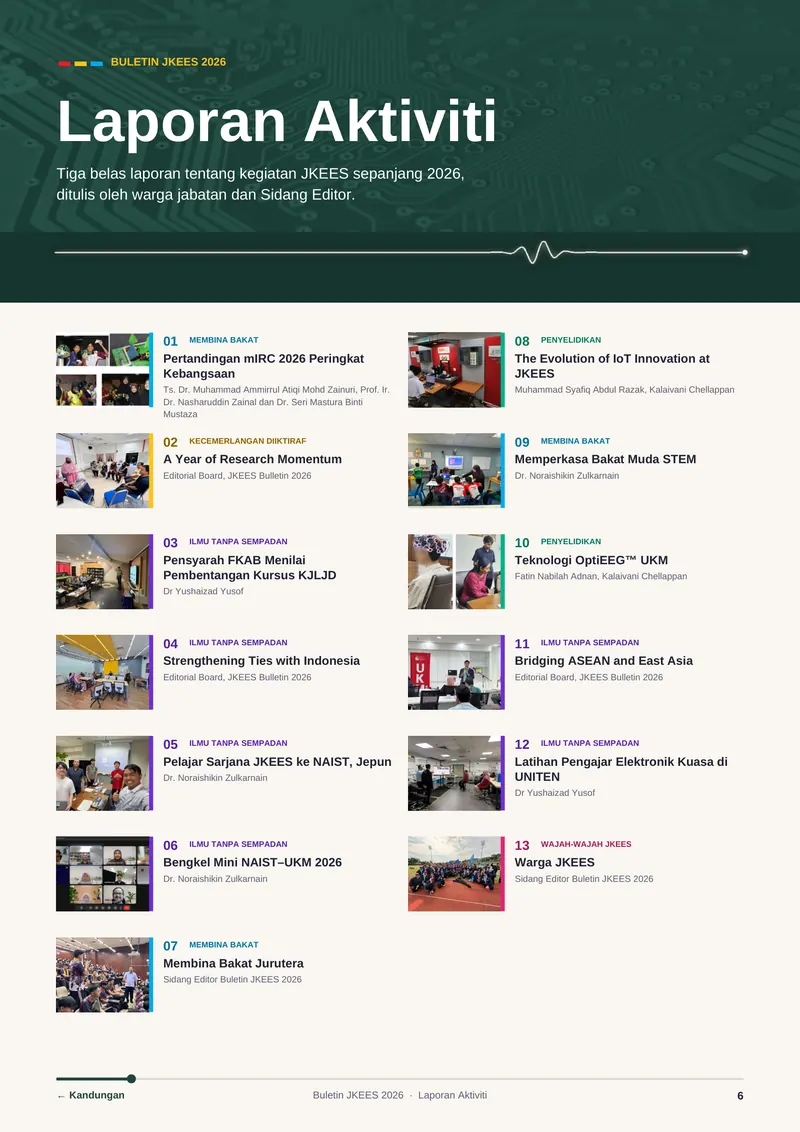 BULETIN JKEES 2026
Laporan Aktiviti
Tiga belas laporan tentang kegiatan JKEES sepanjang 2026,
ditulis oleh warga jabatan dan Sidang Editor.
01 MEMBINA BAKAT
Pertandingan mIRC 2026 Peringkat
Kebangsaan
Ts. Dr. Muhammad Ammirrul Atiqi Mohd Zainuri, Prof. Ir.
Dr. Nasharuddin Zainal dan Dr. Seri Mastura Binti
Mustaza
02 KECEMERLANGAN DIIKTIRAF
A Year of Research Momentum
Editorial Board, JKEES Bulletin 2026
03 ILMU TANPA SEMPADAN
Pensyarah FKAB Menilai
Pembentangan Kursus KJLJD
Dr Yushaizad Yusof
04 ILMU TANPA SEMPADAN
Strengthening Ties with Indonesia
Editorial Board, JKEES Bulletin 2026
05 ILMU TANPA SEMPADAN
Pelajar Sarjana JKEES ke NAIST, Jepun
Dr. Noraishikin Zulkarnain
06 ILMU TANPA SEMPADAN
Bengkel Mini NAIST–UKM 2026
Dr. Noraishikin Zulkarnain
07 MEMBINA BAKAT
Membina Bakat Jurutera
Sidang Editor Buletin JKEES 2026
08 PENYELIDIKAN
The Evolution of IoT Innovation at
JKEES
Muhammad Syafiq Abdul Razak, Kalaivani Chellappan
09 MEMBINA BAKAT
Memperkasa Bakat Muda STEM
Dr. Noraishikin Zulkarnain
10 PENYELIDIKAN
Teknologi OptiEEG™ UKM
Fatin Nabilah Adnan, Kalaivani Chellappan
11 ILMU TANPA SEMPADAN
Bridging ASEAN and East Asia
Editorial Board, JKEES Bulletin 2026
UK
12 ILMU TANPA SEMPADAN
Latihan Pengajar Elektronik Kuasa di
UNITEN
Dr Yushaizad Yusof
13 WAJAH-WAJAH JKEES
Warga JKEES
Sidang Editor Buletin JKEES 2026
← Kandungan
Buletin JKEES 2026 · Laporan Aktiviti
6